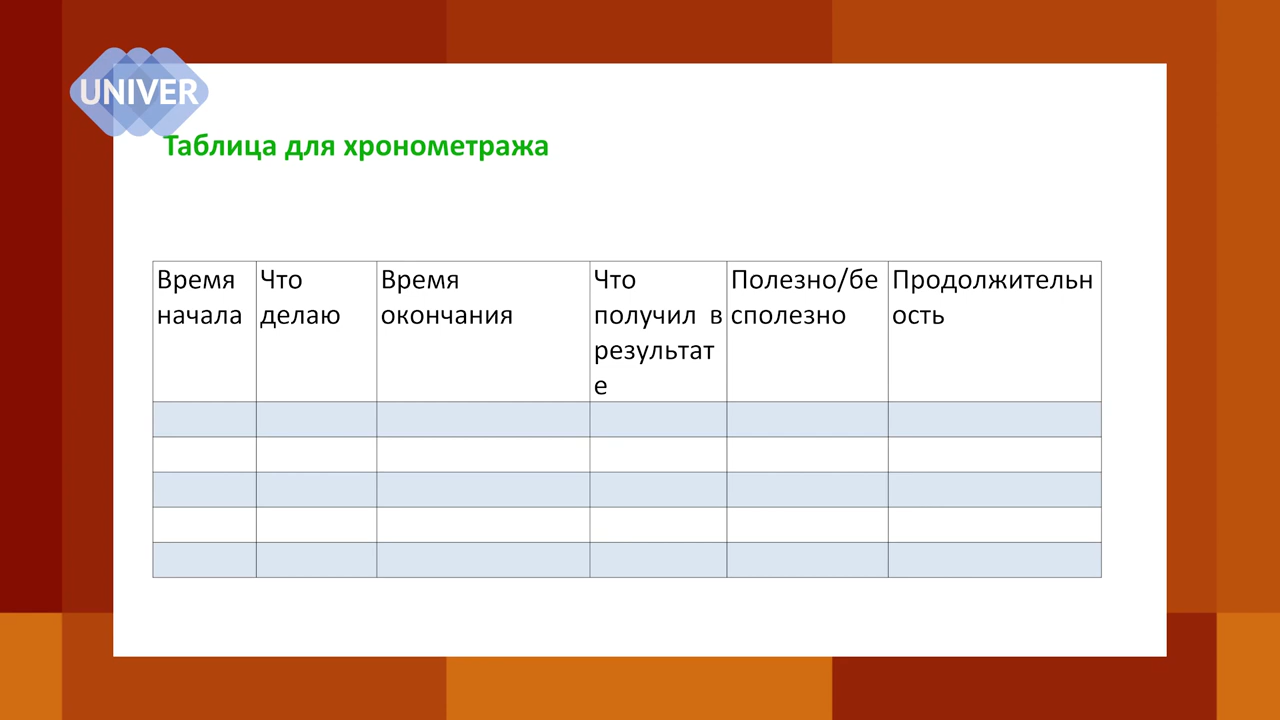 UNIVER
Таблица для хронометража
Время
начала
Что
делаю
Время
окончания
Что
получил в
результат
е
Полезно/бе
сполезно
Продолжительн
ость